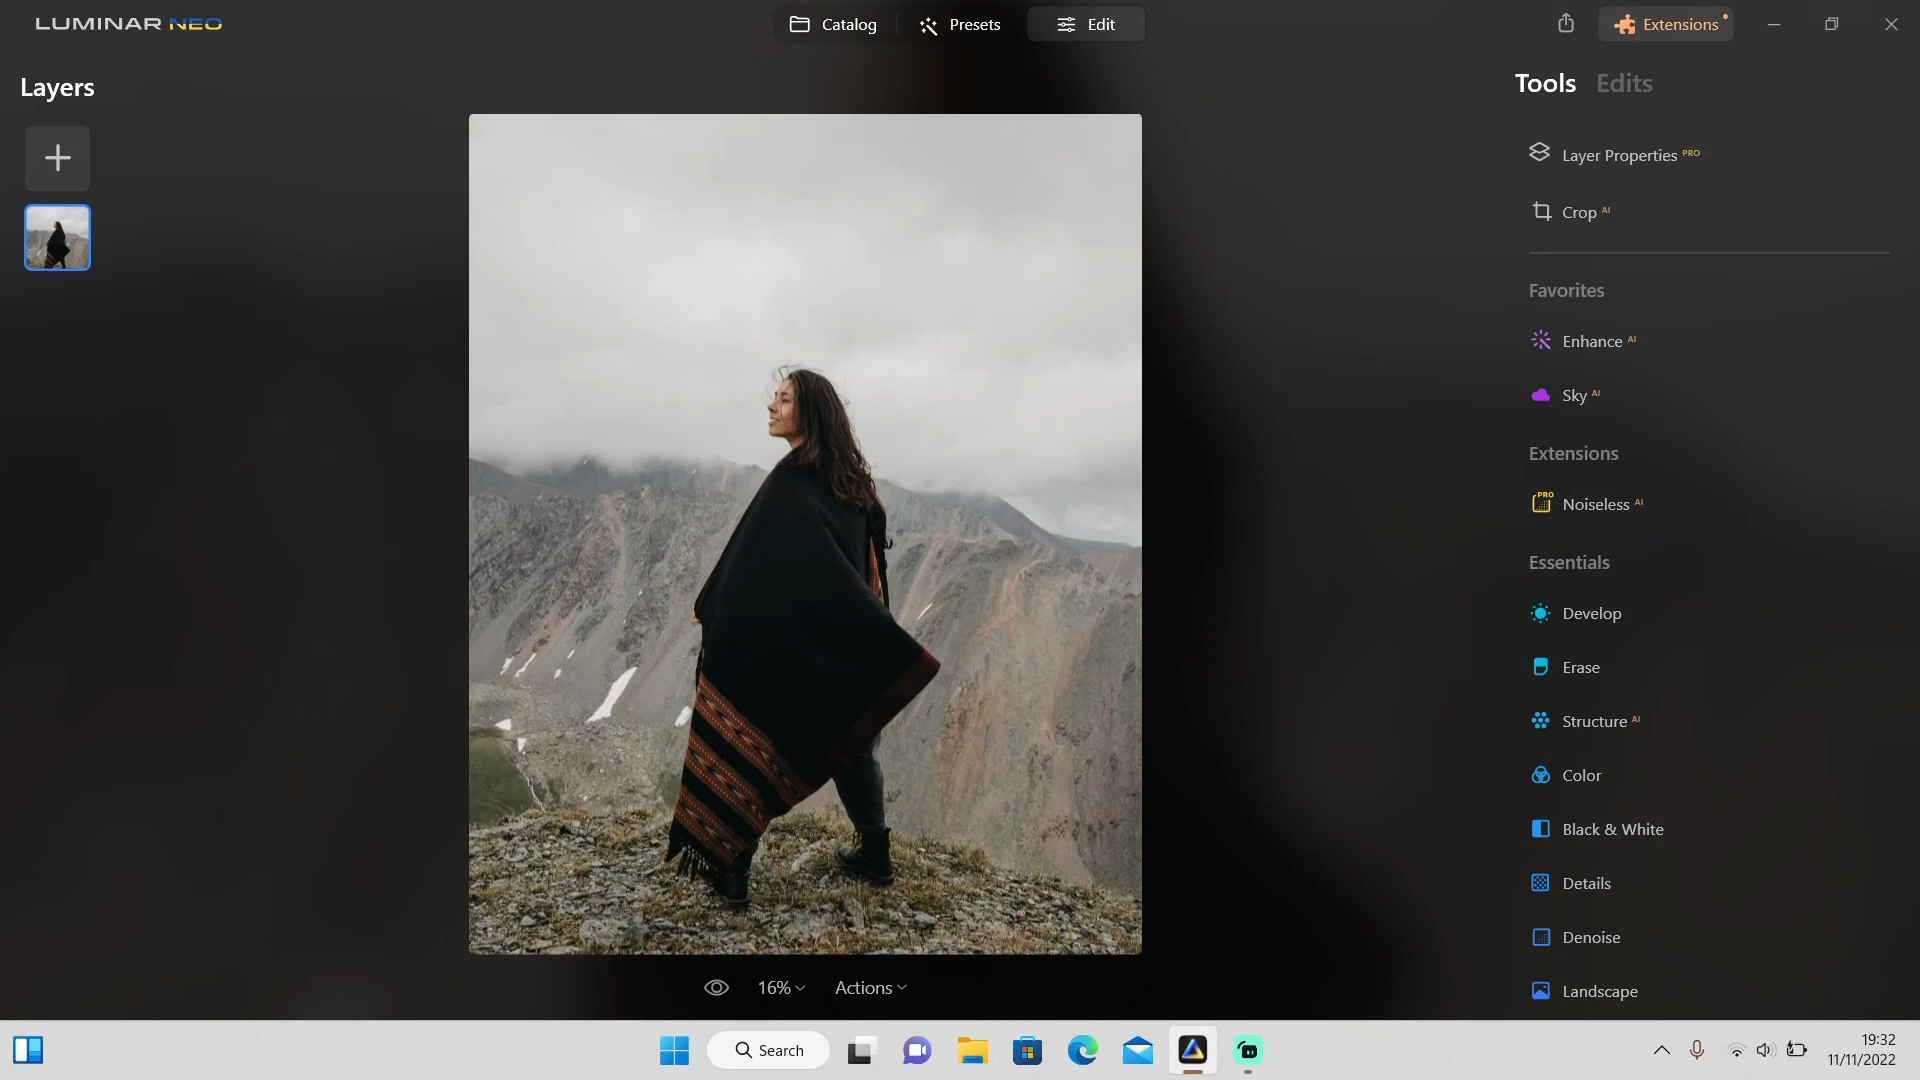 LUMINAR NEO
Catalog
Presets
Edit
Extensions
Layers
Tools
Edits
Layer Properties PRO
Crop AI
Favorites
Enhance AI
Sky AI
Extensions
PRO
Noiseless AI
Essentials
Develop
Erase
Structure AI
Color
Black & White
Details
Denoise
Landscape
16%
Actions
Search
19:32
11/11/2022